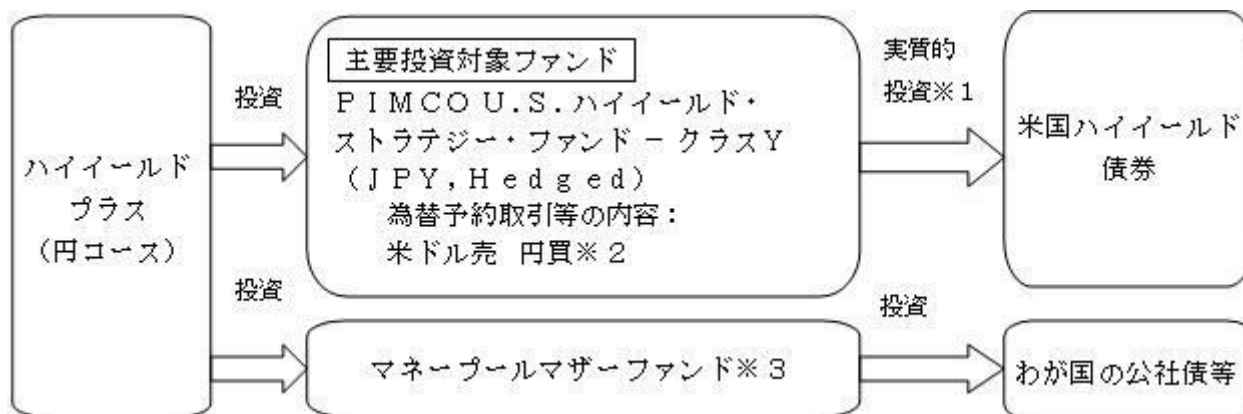 ハイイールド
プラス
(円コース)
投資
投資
主要投資対象ファンド
PIMCO U.S.ハイイールド・
ストラテジー・ファンド − クラスY
(JPY,Hedged)
為替予約取引等の内容:
米ドル売 円買※2
マネープールマザーファンド※3
実質的
投資※1
投資
米国ハイイールド
債券
わが国の公社債等